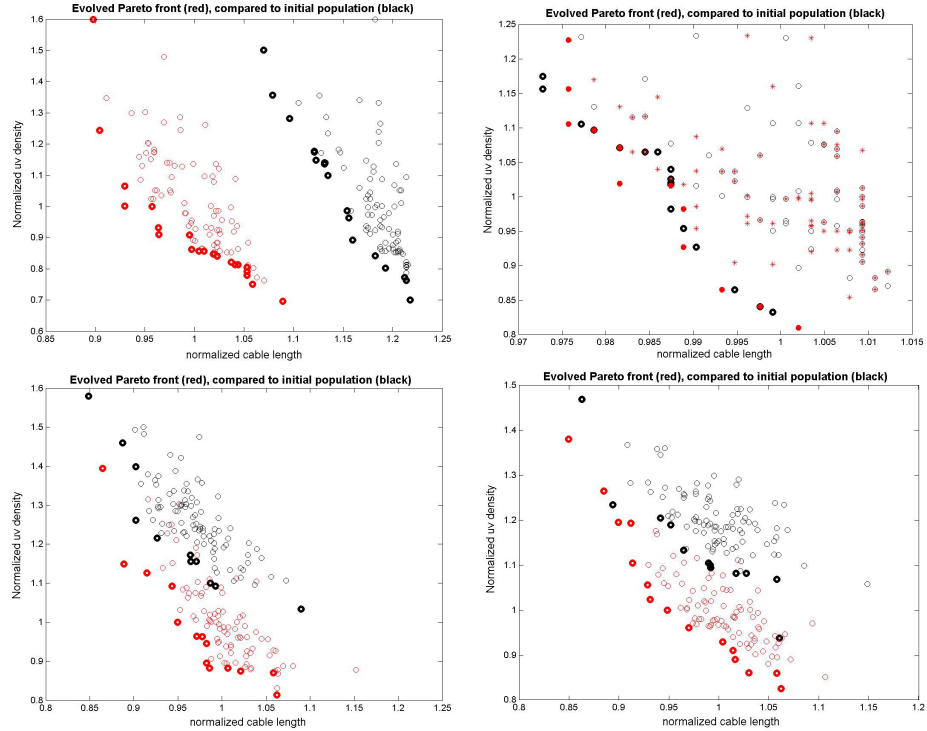 Evolved Pareto front (red), compared to initial population (black)
1.6
1.5
1.4
1.3
1.2
1.1
1
0.9
0.8
0.7
0.6
Normalized uv density
0.85 0.9 0.95 1 1.05 1.1 1.15 1.2 1.25
normalized cable length
Evolved Pareto front (red), compared to initial population (black)
1.25
1.2
1.15
1.1
1.05
1
0.95
0.9
0.85
0.8
Normalized uv density
0.97 0.975 0.98 0.985 0.99 0.995 1 1.005 1.01 1.015
normalized cable length
Evolved Pareto front (red), compared to initial population (black)
1.6
1.5
1.4
1.3
1.2
1.1
1
0.9
0.8
Normalized uv density
0.8 0.85 0.9 0.95 1 1.05 1.1 1.15 1.2 1.25
normalized cable length
Evolved Pareto front (red), compared to initial population (black)
1.5
1.4
1.3
1.2
1.1
1
0.9
0.8
Normalized uv density
0.8 0.85 0.9 0.95 1 1.05 1.1 1.15 1.2
normalized cable length